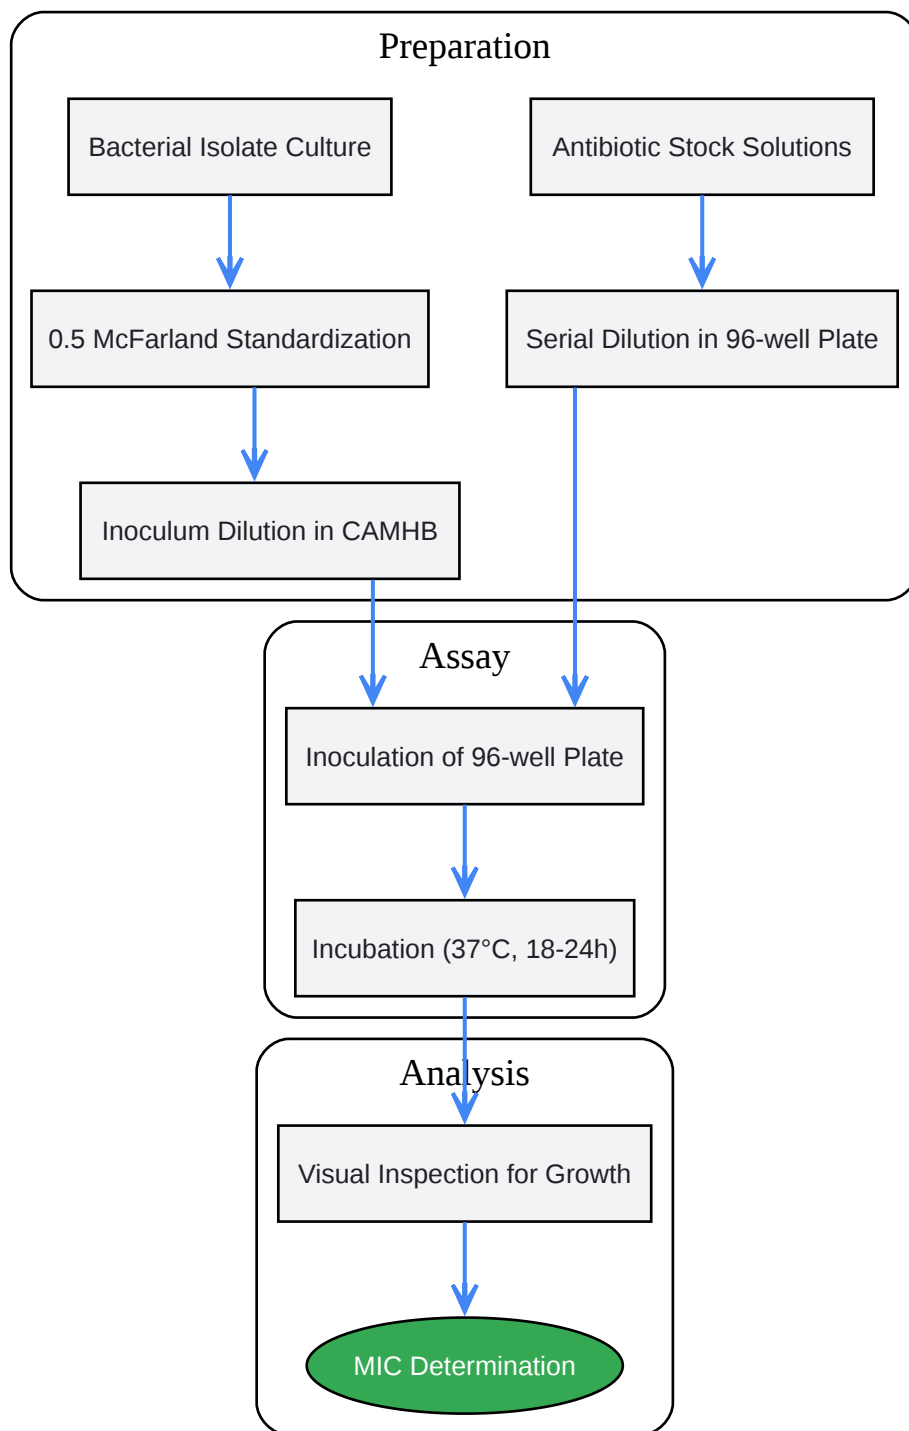 Preparation
Bacterial Isolate Culture
Antibiotic Stock Solutions
0.5 McFarland Standardization
Serial Dilution in 96-well Plate
Inoculum Dilution in CAMHB
Assay
Inoculation of 96-well Plate
Incubation (37°C, 18-24h)
Analysis
Visual Inspection for Growth
MIC Determination